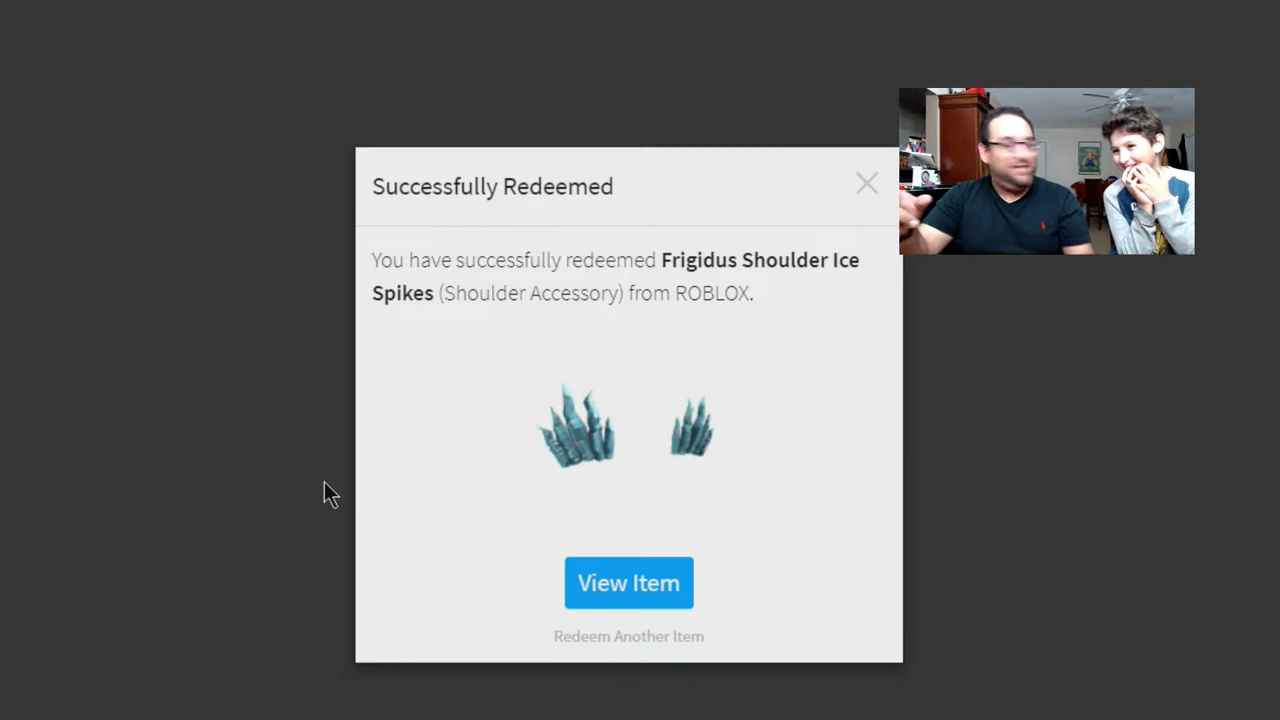 Successfully Redeemed
You have successfully redeemed Frigidus Shoulder Ice
Spikes (Shoulder Accessory) from ROBLOX.
View Item
Redeem Another Item